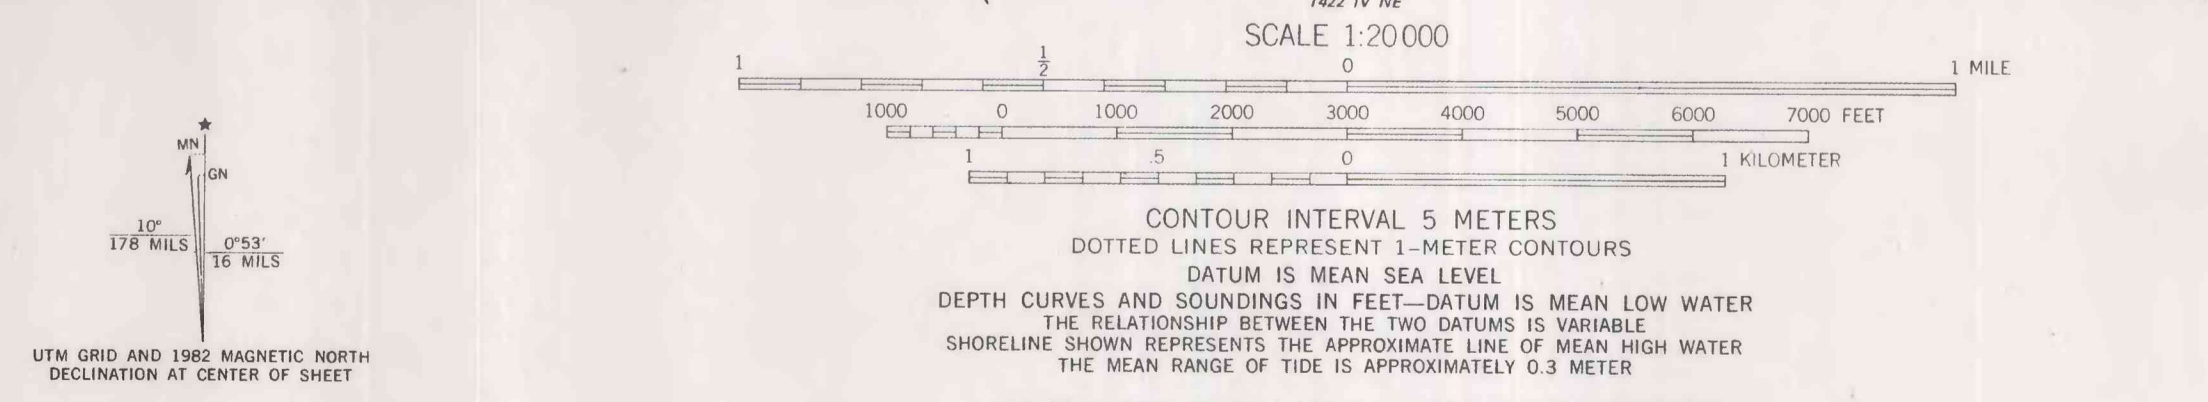 1422 IV NE
SCALE 1:20 000
1 1/2 0 1 MILE
1000 0 1000 2000 3000 4000 5000 6000 7000 FEET
1 .5 0 1 KILOMETER
CONTOUR INTERVAL 5 METERS
DOTTED LINES REPRESENT 1-METER CONTOURS
DATUM IS MEAN SEA LEVEL
DEPTH CURVES AND SOUNDINGS IN FEET—DATUM IS MEAN LOW WATER
THE RELATIONSHIP BETWEEN THE TWO DATUMS IS VARIABLE
SHORELINE SHOWN REPRESENTS THE APPROXIMATE LINE OF MEAN HIGH WATER
THE MEAN RANGE OF TIDE IS APPROXIMATELY 0.3 METER
★
MN
GN
10°
178 MILS
0°53′
16 MILS
UTM GRID AND 1982 MAGNETIC NORTH
DECLINATION AT CENTER OF SHEET